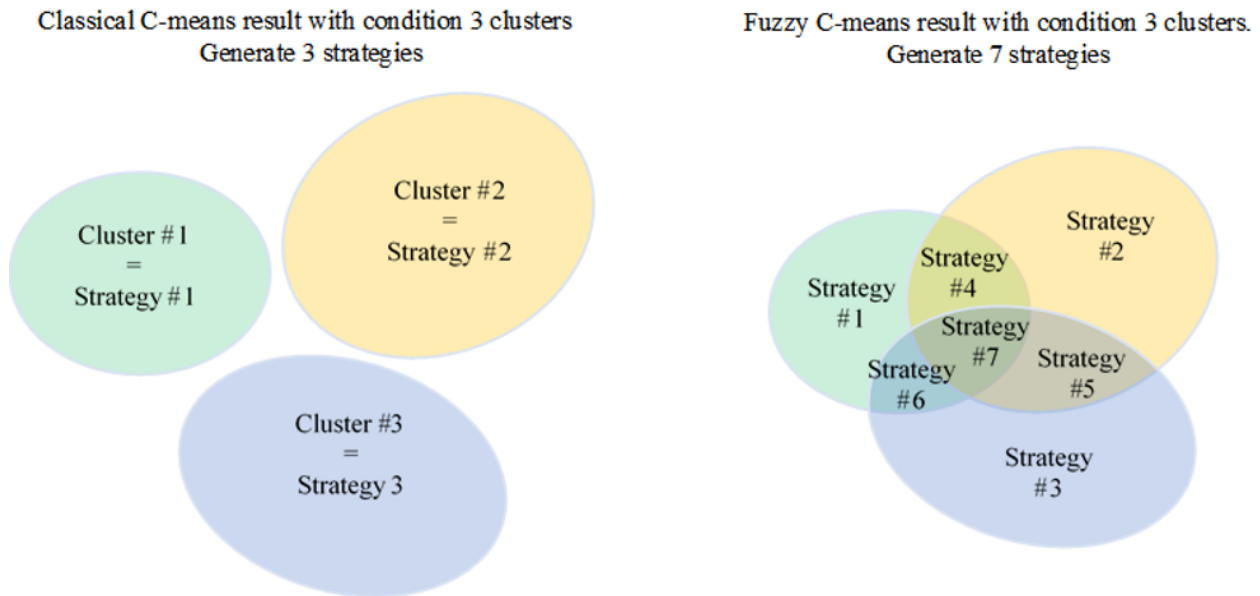 Classical C-means result with condition 3 clusters
Generate 3 strategies
Cluster #1
=
Strategy #1
Cluster #2
=
Strategy #2
Cluster #3
=
Strategy 3
Fuzzy C-means result with condition 3 clusters.
Generate 7 strategies
Strategy
#1
Strategy
#4
Strategy
#2
Strategy
#7
Strategy
#6
Strategy
#5
Strategy
#3